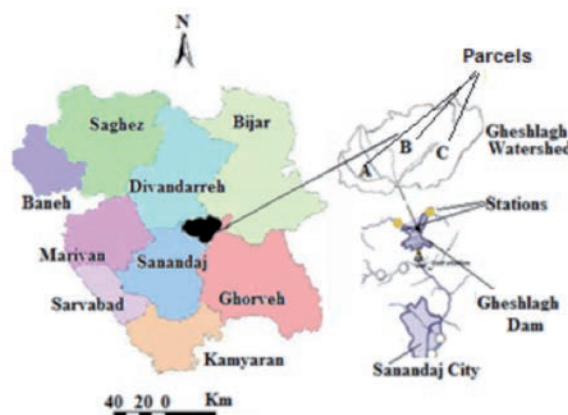 N
Parcels
Saghez
Bijar
B
C
A
Gheshlagh
Watershed
Divandarreh
Baneh
Stations
Marivan
Sanandaj
Sarvabad
Ghorveh
Gheshlagh
Dam
Kamyaran
Sanandaj City
40 20 0 Km